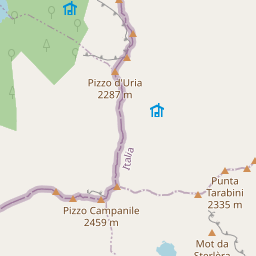 Pizzo d'Uria
2287 m
Italia
Punta
Tarabini
2335 m
Pizzo Campanile
2459 m
Mot da
Sterlèra